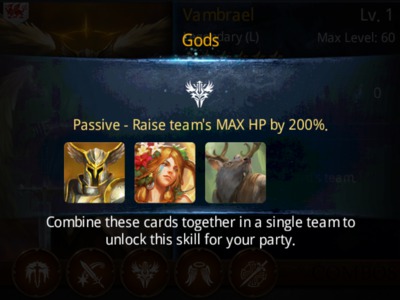 Vambrael
Lv. 1
Gods
Max Level: 60
Passive - Raise team's MAX HP by 200%.
Combine these cards together in a single team to
unlock this skill for your party.